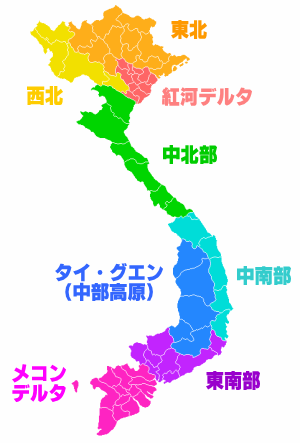 東北
西北
紅河デルタ
中北部
タイ・グエン
（中部高原）
中南部
メコン
デルタ
東南部